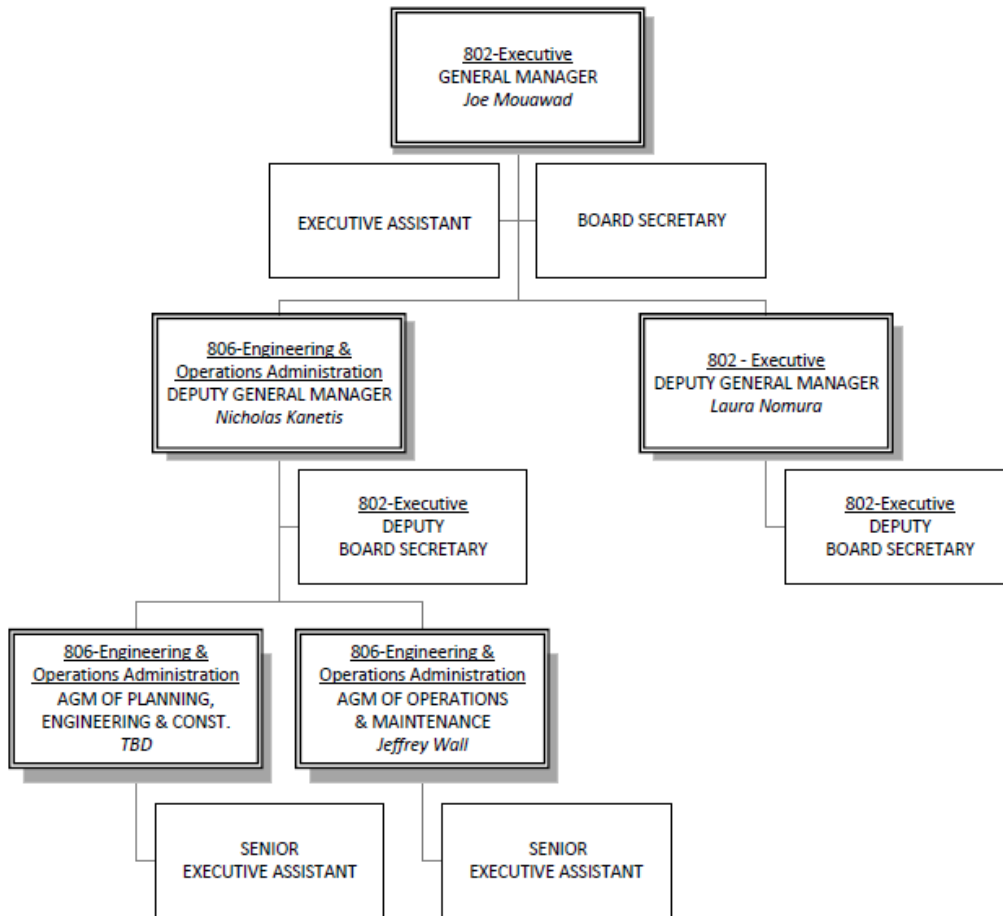 802-Executive
GENERAL MANAGER
Joe Mouawad
EXECUTIVE ASSISTANT
BOARD SECRETARY
806-Engineering &
Operations Administration
DEPUTY GENERAL MANAGER
Nicholas Kanetis
802 - Executive
DEPUTY GENERAL MANAGER
Laura Nomura
802-Executive
DEPUTY
BOARD SECRETARY
802-Executive
DEPUTY
BOARD SECRETARY
806-Engineering &
Operations Administration
AGM OF PLANNING,
ENGINEERING & CONST.
TBD
806-Engineering &
Operations Administration
AGM OF OPERATIONS
& MAINTENANCE
Jeffrey Wall
SENIOR
EXECUTIVE ASSISTANT
SENIOR
EXECUTIVE ASSISTANT